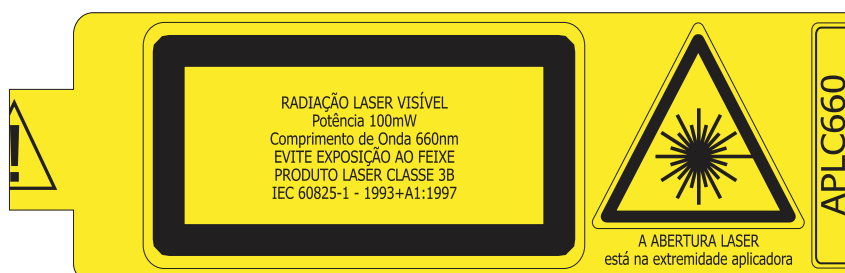 RADIAÇÃO LASER VISÍVEL
Potência 100mW
Comprimento de Onda 660nm
EVITE EXPOSIÇÃO AO FEIXE
PRODUTO LASER CLASSE 3B
IEC 60825-1 - 1993+A1:1997
!
A ABERTURA LASER
está na extremidade aplicadora
APLC660